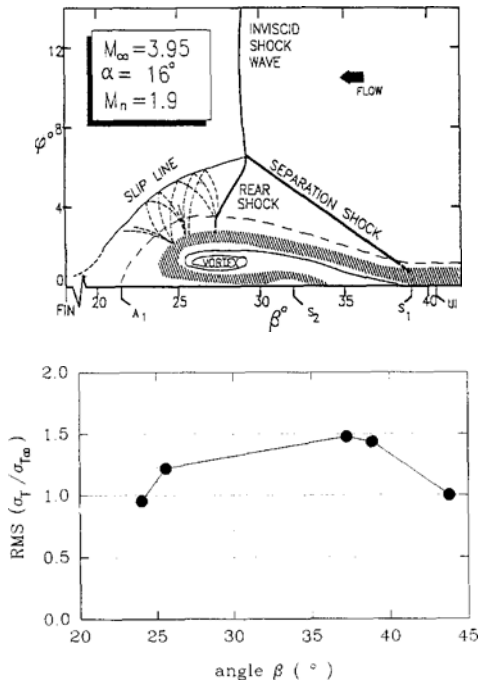 M∞ = 3.95
α = 16°
Mn = 1.9
INVISCID
SHOCK
WAVE
FLOW
12
8
φ°
4
0
SLIP LINE
REAR
SHOCK
SEPARATION SHOCK
VORTEX
FIN
20
A1
25
30
S2
35
S1
40
UI
β°
2.0
1.5
1.0
0.5
0.0
RMS (σT /σT∞)
20
25
30
35
40
45
angle β ( ° )